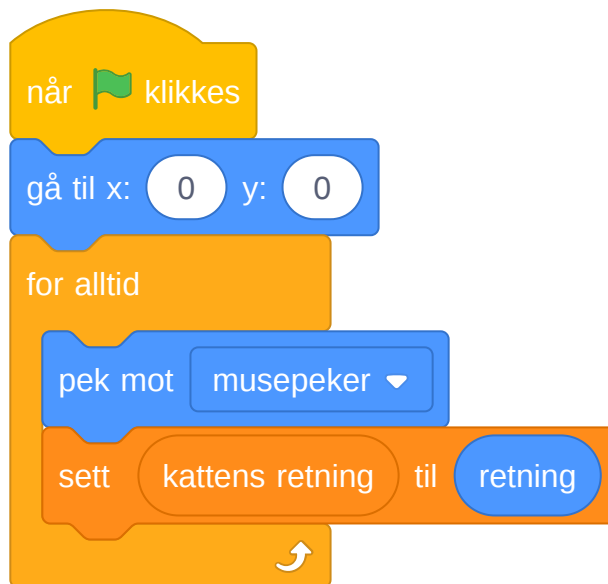 når klikkes
gå til x: 0 y: 0
for alltid
pek mot musepeker
sett kattens retning til retning